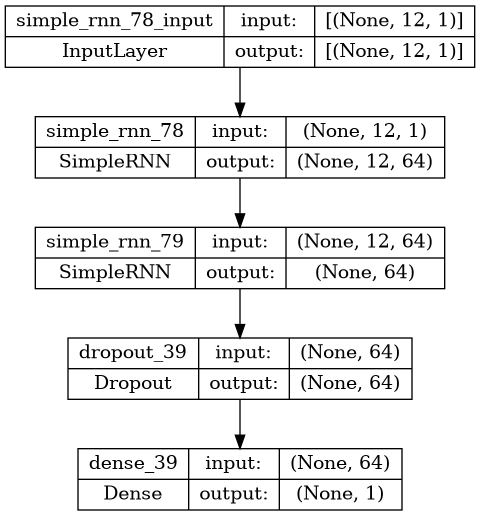 simple_rnn_78_input input: [(None, 12, 1)]
InputLayer output: [(None, 12, 1)]
simple_rnn_78 input: (None, 12, 1)
SimpleRNN output: (None, 12, 64)
simple_rnn_79 input: (None, 12, 64)
SimpleRNN output: (None, 64)
dropout_39 input: (None, 64)
Dropout output: (None, 64)
dense_39 input: (None, 64)
Dense output: (None, 1)